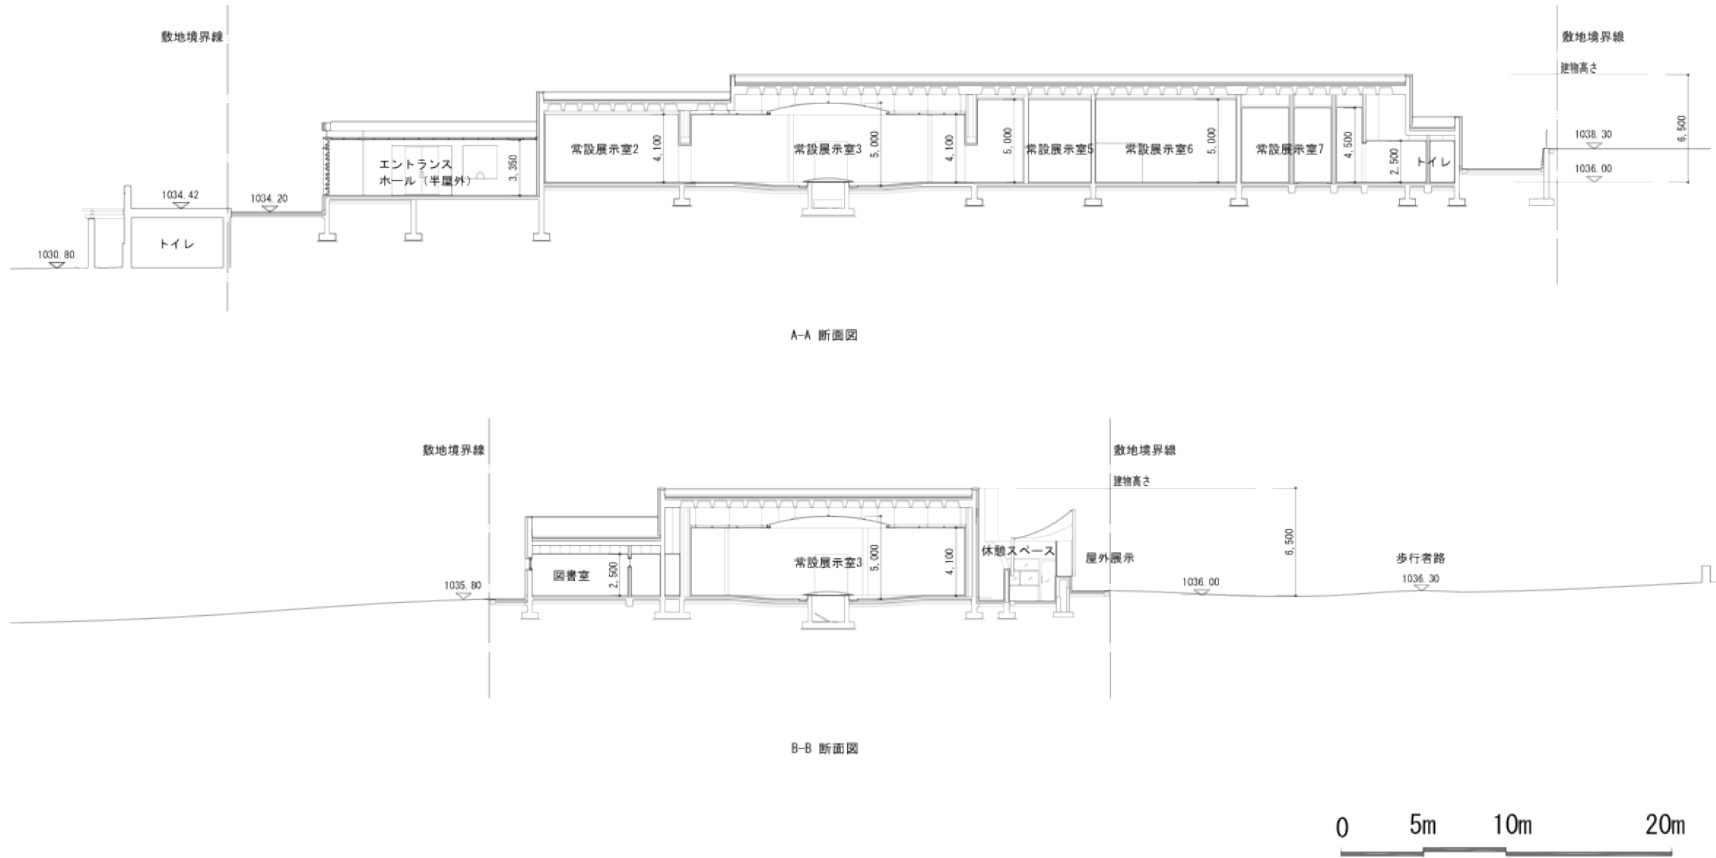 敷地境界線
敷地境界線
建物高さ
常設展示室2
4,100
常設展示室3
5,000
4,100
5,000
常設展示室5
常設展示室6
5,000
常設展示室7
4,500
2,500
トイレ
6,500
1038.30
1036.00
エントランス
ホール（半屋外）
3,350
1034.42
1034.20
トイレ
1030.80
A-A 断面図
敷地境界線
敷地境界線
建物高さ
図書室
2,500
常設展示室3
5,000
4,100
休憩スペース
屋外展示
6,500
歩行者路
1035.80
1036.00
1036.30
B-B 断面図
0 5m 10m 20m